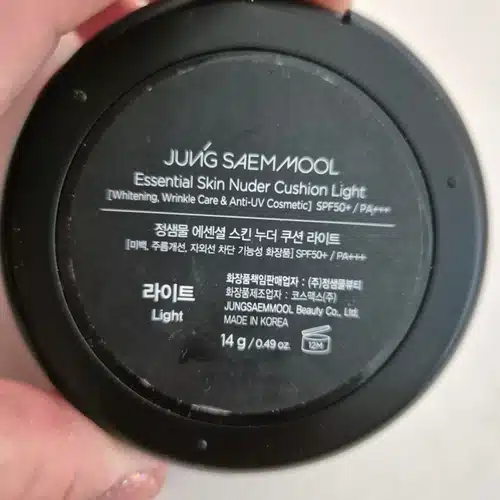 JUNG SAEMMOOL
Essential Skin Nuder Cushion Light
[Whitening, Wrinkle Care & Anti-UV Cosmetic] SPF50+ / PA+++
정샘물 에센셜 스킨 누더 쿠션 라이트
[미백, 주름개선, 자외선 차단 기능성 화장품] SPF50+ / PA+++
라이트
Light
화장품책임판매업자 : (주)정샘물뷰티
화장품제조업자 : 코스맥스(주)
JUNGSAEMMOOL Beauty Co., Ltd.
MADE IN KOREA
14 g / 0.49 oz.
12M